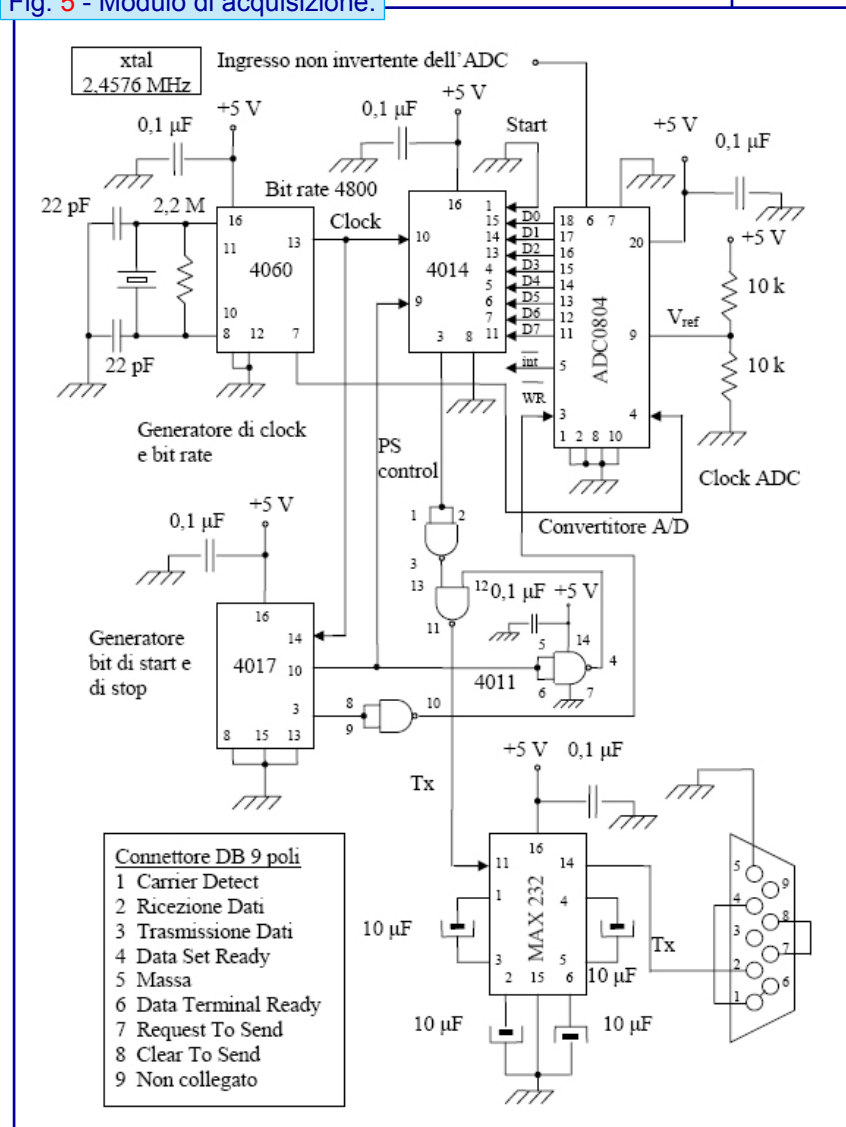 Fig. 5 - Modulo di acquisizione.
xtal
2,4576 MHz
Ingresso non invertente dell'ADC
+5 V
0,1 µF
+5 V
0,1 µF
Start
+5 V
0,1 µF
22 pF
2,2 M
Bit rate 4800
Clock
16
11
13
4060
10
8 12 7
22 pF
16 1
15
14
13
10
4014
4
5
6
9
7
11
3 8
D0
D1
D2
D3
D4
D5
D6
D7
int
WR
18 6 7
17
16
15
14
13
12
11
20
9
ADC0804
5
3
4
1 2 8 10
+5 V
10 k
Vref
10 k
Generatore di clock
e bit rate
PS
control
Clock ADC
Convertitore A/D
1 2
3
13 12
11
0,1 µF +5 V
0,1 µF
+5 V
5
14
4
6
7
4011
Generatore
bit di start e
di stop
16
14
4017 10
3
8 15 13
8
9
10
Tx
+5 V 0,1 µF
16
11 14
1 4
MAX 232
3 5
2 15 6
10 µF
10 µF
10 µF
10 µF
Tx
5
9
4
8
3
7
2
6
1
Connettore DB 9 poli
1 Carrier Detect
2 Ricezione Dati
3 Trasmissione Dati
4 Data Set Ready
5 Massa
6 Data Terminal Ready
7 Request To Send
8 Clear To Send
9 Non collegato